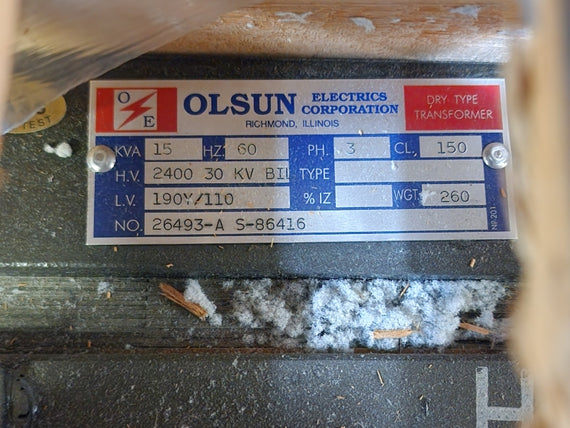 O E
OLSUN ELECTRICS CORPORATION
RICHMOND, ILLINOIS
DRY TYPE TRANSFORMER
KVA 15 HZ: 60 PH. 3 CL, 150
H.V. 2400 30 KV BIL TYPE
L.V. 190Y/110 % IZ WGT. 260
NO. 26493-A S-86416
TEST
H